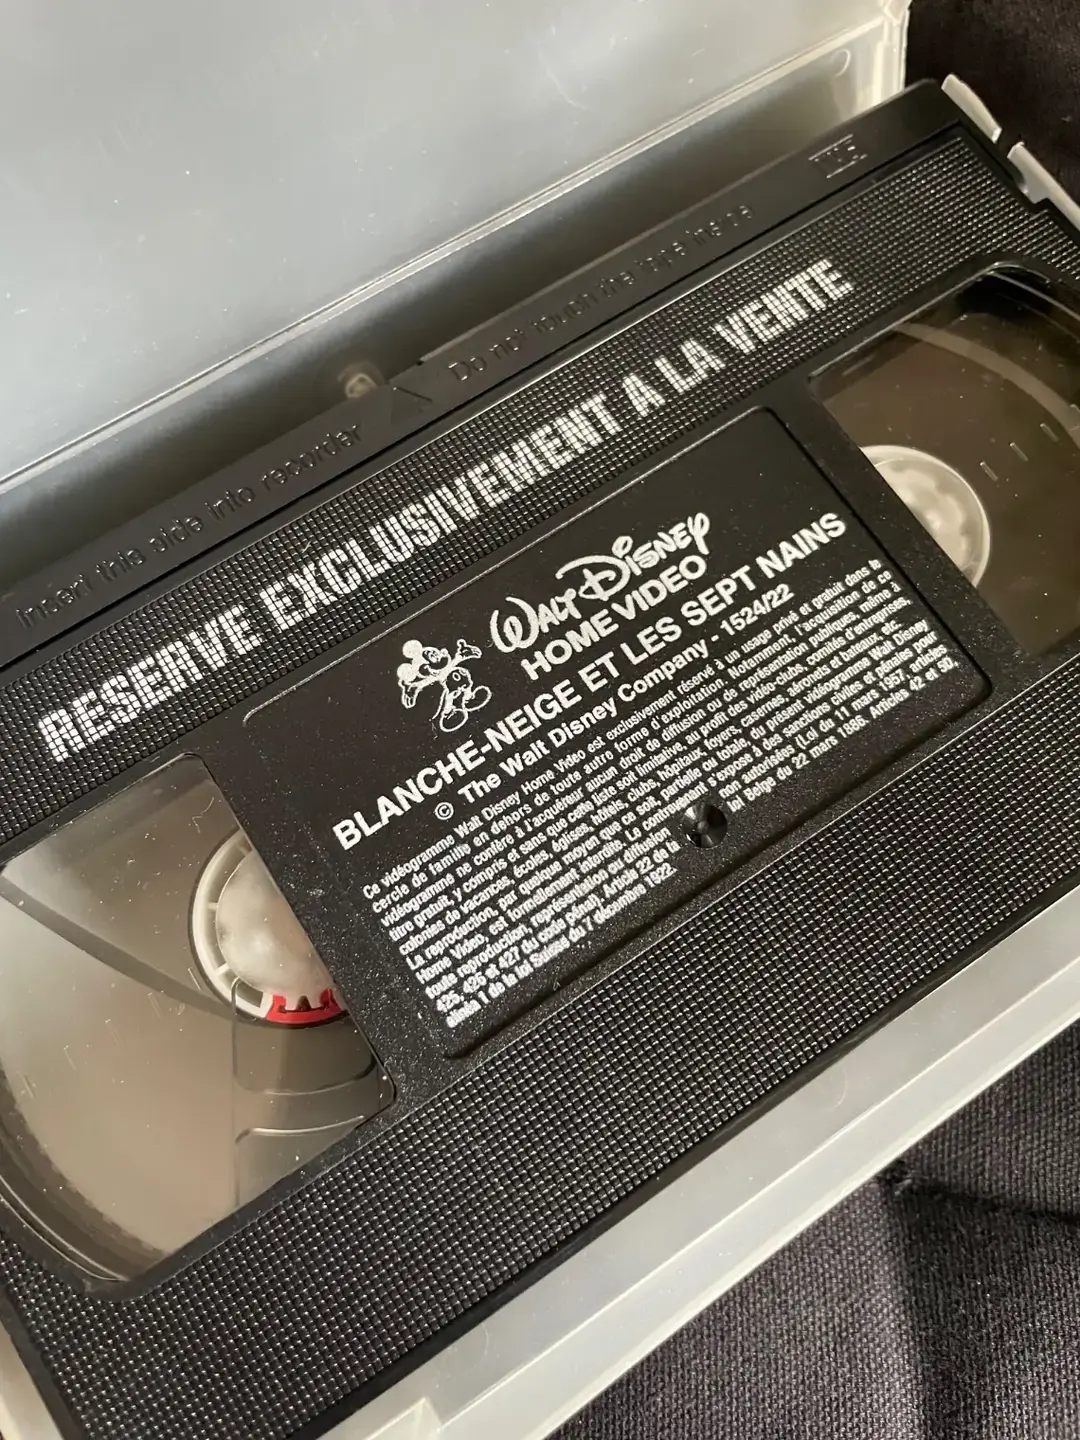 VHS
Insert this side into recorder
Do not touch the tape inside
RESERVE EXCLUSIVEMENT A LA VENTE
WALT DISNEY
HOME VIDEO
BLANCHE-NEIGE ET LES SEPT NAINS
© The Walt Disney Company - 1524/22
Ce vidéogramme Walt Disney Home Video est exclusivement réservé à un usage privé et gratuit dans le
cercle de famille en dehors de toute autre forme d'exploitation. Notamment, l'acquisition de ce
vidéogramme ne confère à l'acquéreur aucun droit de diffusion ou de représentation publiques, même à
titre gratuit, y compris et sans que cette liste soit limitative, au profit des vidéo-clubs, comités d'entreprises,
colonies de vacances, écoles, églises, hôtels, clubs, hôpitaux, foyers, casernes, aéronefs et bateaux, etc.
La reproduction, par quelque moyen que ce soit, partielle ou totale, du présent vidéogramme Walt Disney
Home Video, est formellement interdite. Le contrevenant s'expose à des sanctions civiles et pénales pour
toute reproduction, représentation ou diffusion non autorisées (Loi du 11 mars 1957, articles
425, 426 et 427 du code pénal). Article 22 de la loi Belge du 22 mars 1886. Articles 42 et 50,
alinéa 1 de la loi Suisse du 7 décembre 1922.